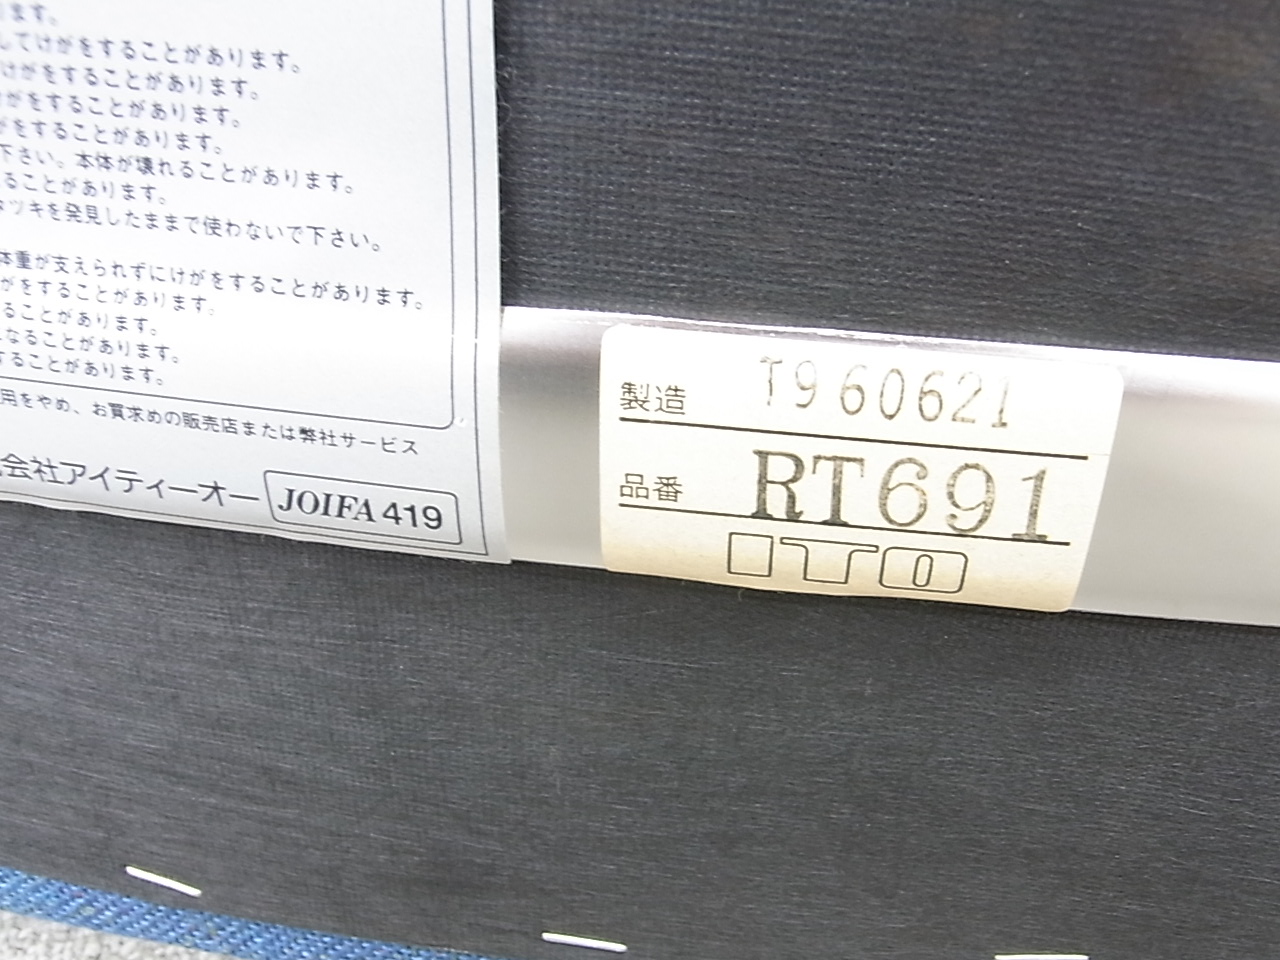 ます。
してけがをすることがあります。
けがをすることがあります。
がをすることがあります。
をすることがあります。
下さい。本体が壊れることがあります。
ることがあります。
タツキを発見したままで使わないで下さい。
体重が支えられずにけがをすることがあります。
がをすることがあります。
ることがあります。
なることがあります。
することがあります。
用をやめ、お買求めの販売店または弊社サービス
会社アイティーオー
JOIFA 419
製造 T960621
品番 RT691
ITO